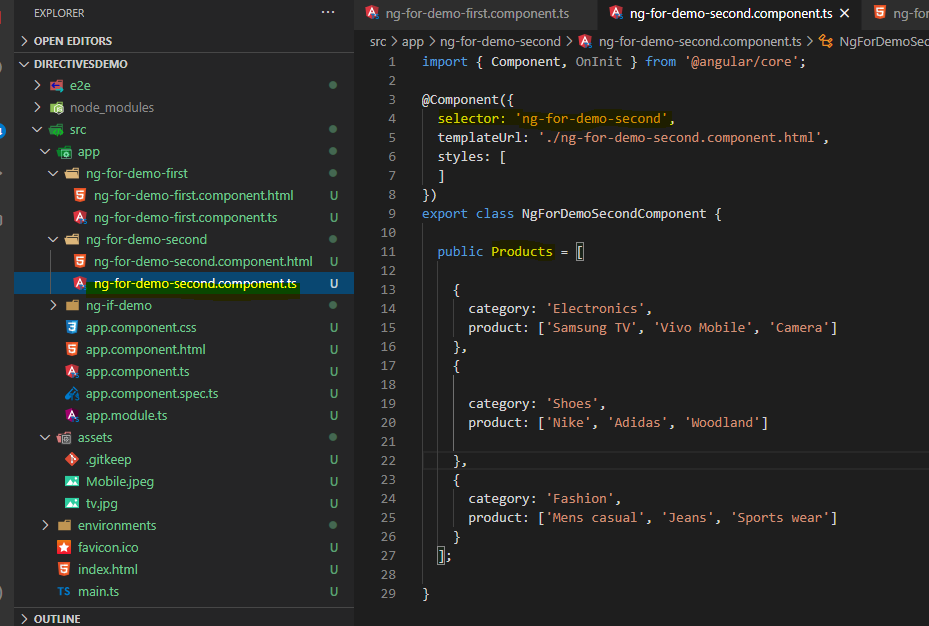 EXPLORER ...
OPEN EDITORS
DIRECTIVESDEMO
e2e
node_modules
src
app
ng-for-demo-first
ng-for-demo-first.component.html U
ng-for-demo-first.component.ts U
ng-for-demo-second
ng-for-demo-second.component.html U
ng-for-demo-second.component.ts U
ng-if-demo
app.component.css U
app.component.html U
app.component.ts U
app.component.spec.ts U
app.module.ts U
assets
.gitkeep U
Mobile.jpeg U
tv.jpg U
environments
favicon.ico U
index.html U
TS main.ts U
OUTLINE
ng-for-demo-first.component.ts ng-for-demo-second.component.ts × ng-for
src > app > ng-for-demo-second > ng-for-demo-second.component.ts > NgForDemoSec
1 import { Component, OnInit } from '@angular/core';
2
3 @Component({
4 selector: 'ng-for-demo-second',
5 templateUrl: './ng-for-demo-second.component.html',
6 styles: [
7 ]
8 })
9 export class NgForDemoSecondComponent {
10
11 public Products = [
12
13 {
14 category: 'Electronics',
15 product: ['Samsung TV', 'Vivo Mobile', 'Camera']
16 },
17 {
18
19 category: 'Shoes',
20 product: ['Nike', 'Adidas', 'Woodland']
21
22 },
23 {
24 category: 'Fashion',
25 product: ['Mens casual', 'Jeans', 'Sports wear']
26 }
27 ];
28
29 }